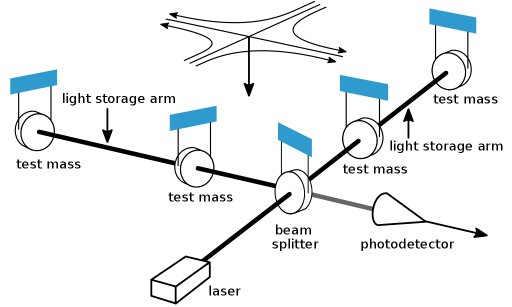 light storage arm
test mass
test mass
test mass
light storage arm
test mass
beam
splitter
photodetector
laser